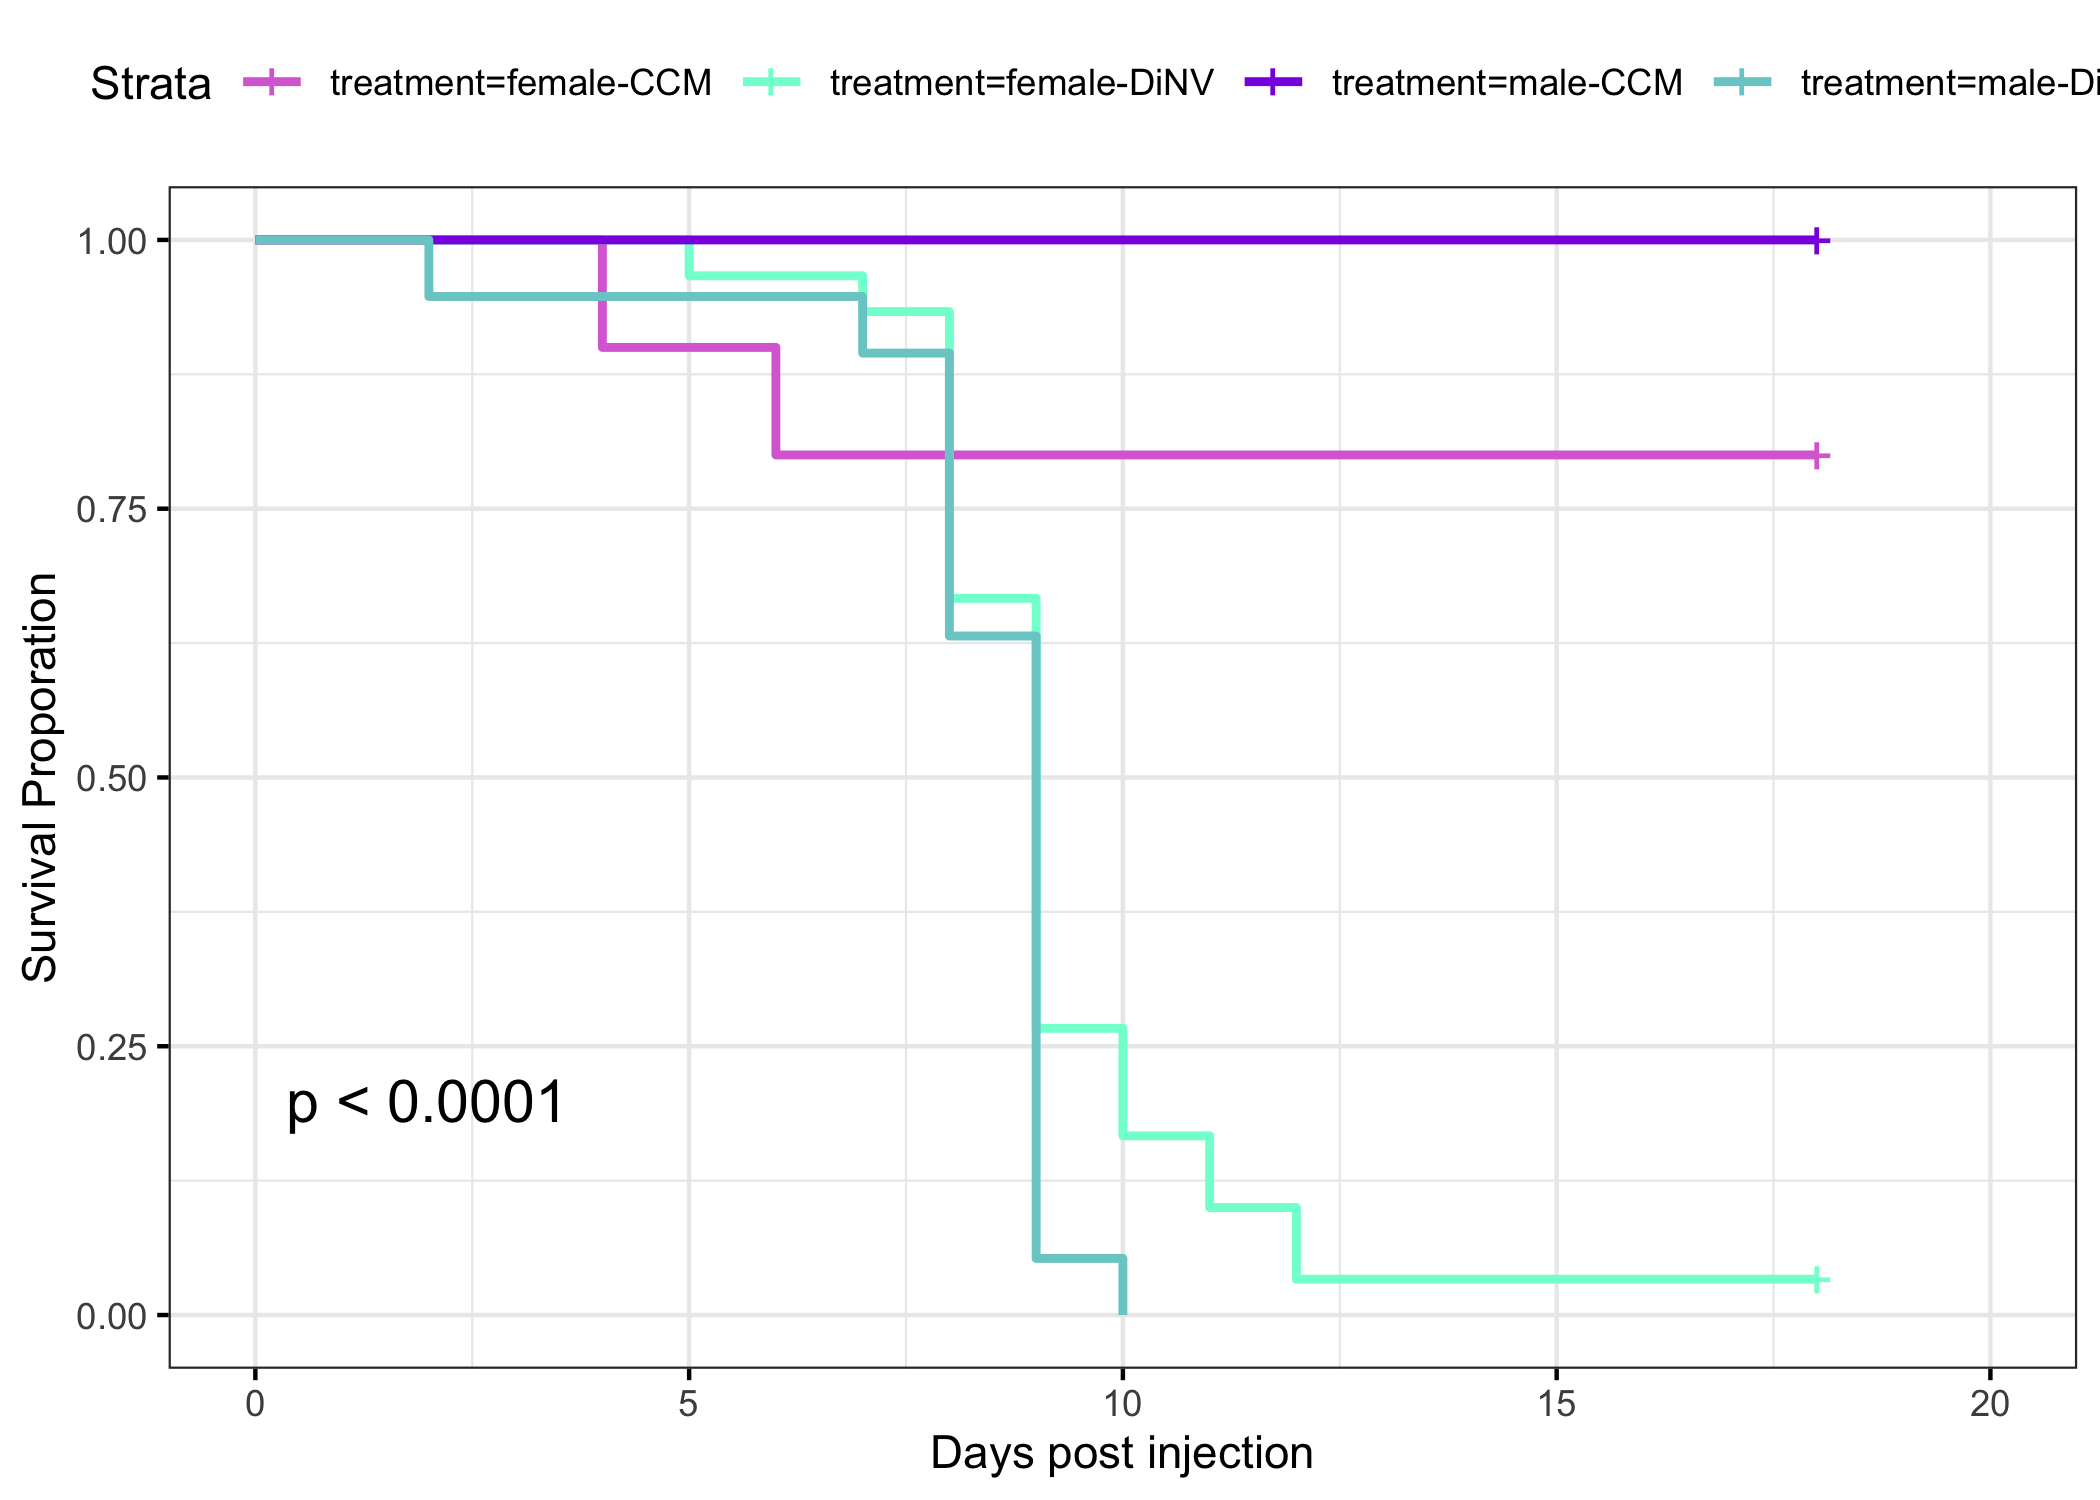 Strata treatment=female-CCM treatment=female-DiNV treatment=male-CCM treatment=male-Di
1.00
0.75
0.50
0.25
0.00
Survival Proporation
p < 0.0001
0 5 10 15 20
Days post injection